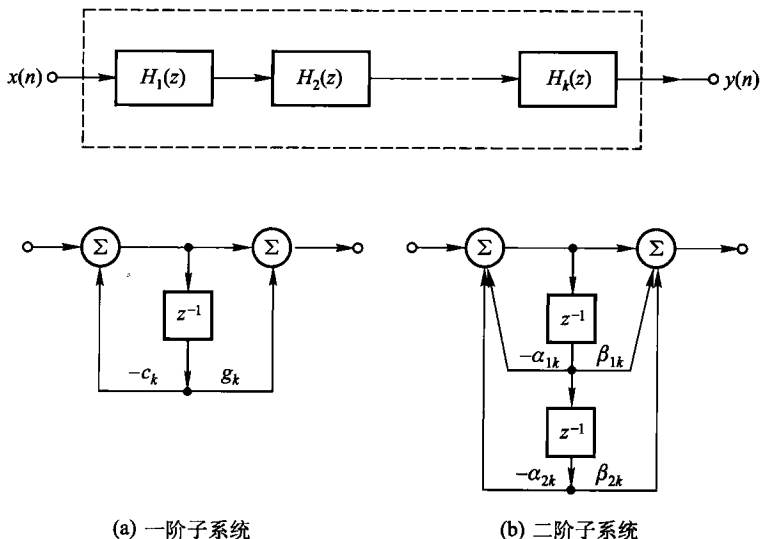 x(n) H₁(z) H₂(z) Hₖ(z) y(n)
Σ Σ Σ Σ
z⁻¹ z⁻¹
−cₖ gₖ −α₁ₖ β₁ₖ
z⁻¹
−α₂ₖ β₂ₖ
(a) 一阶子系统 (b) 二阶子系统